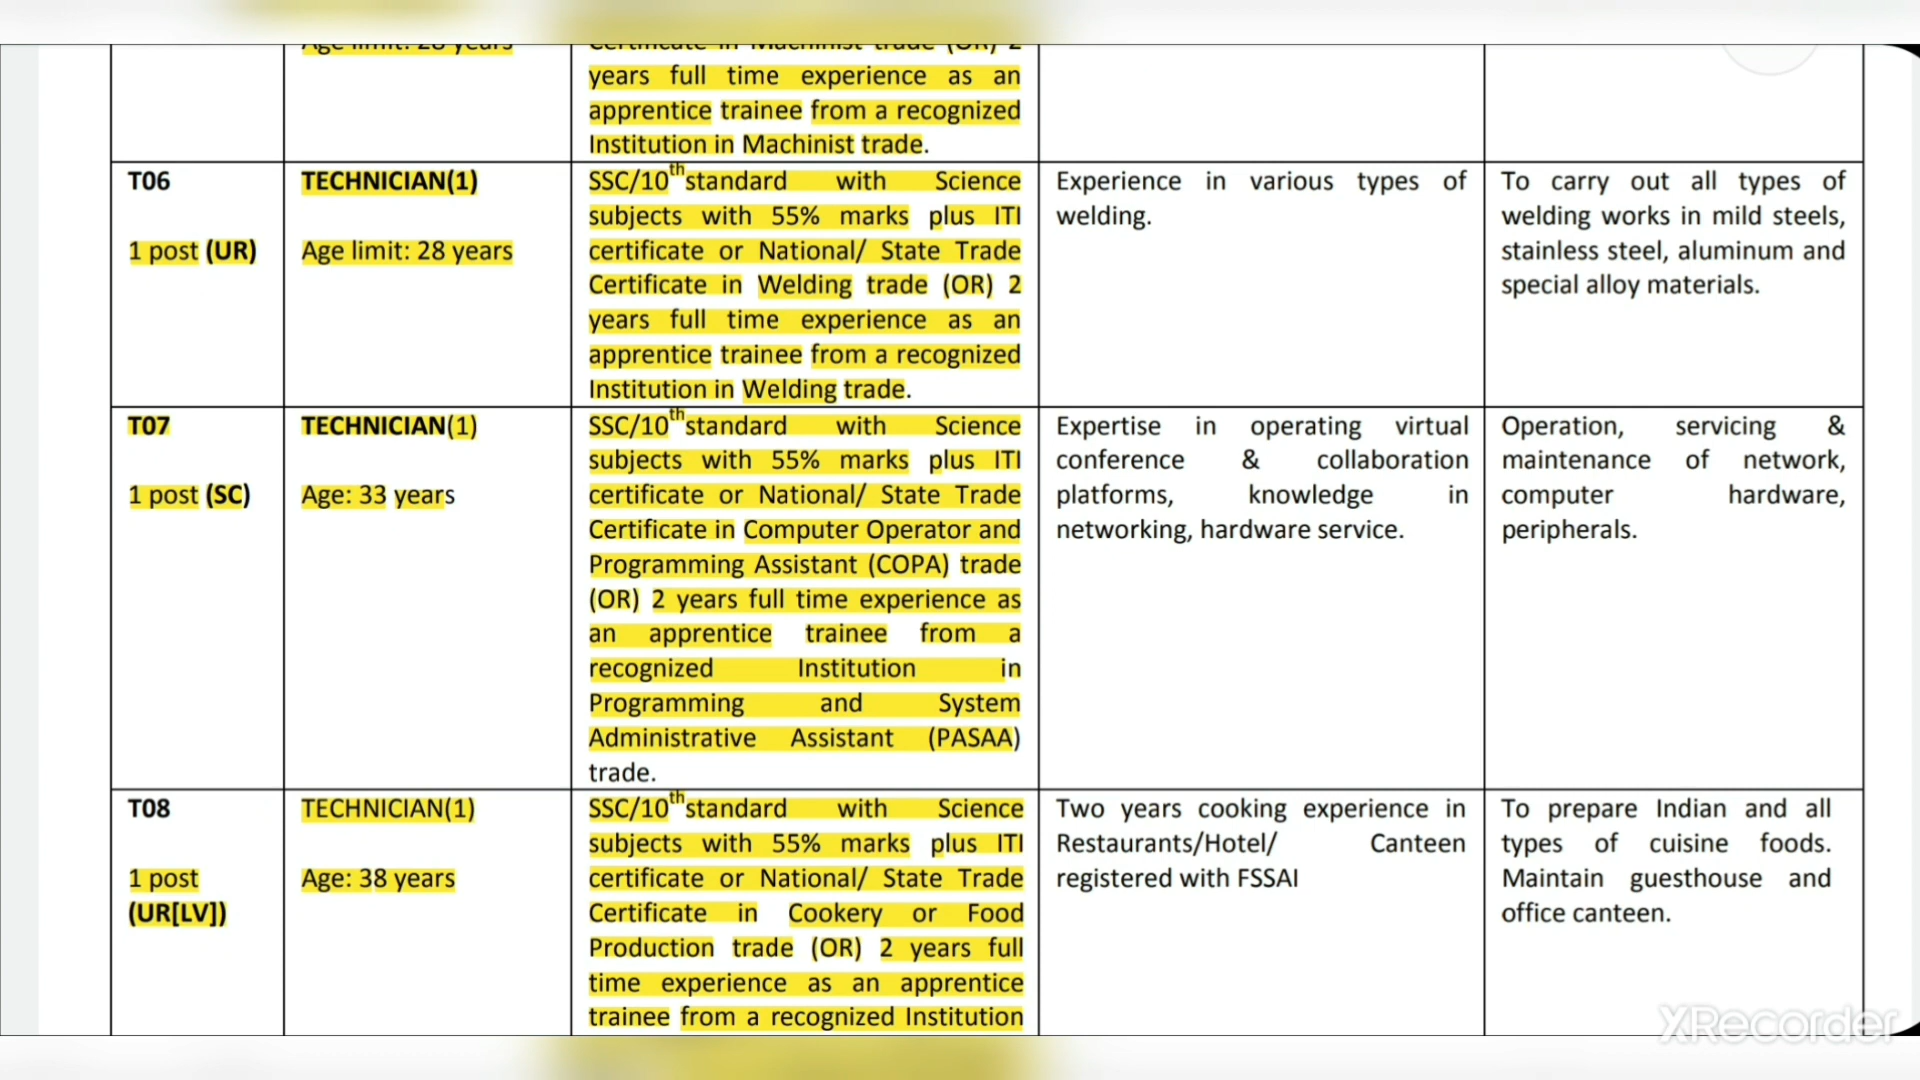 Age limit: 28 years
Certificate in Machinist trade (OR) 2
years full time experience as an
apprentice trainee from a recognized
Institution in Machinist trade.
T06
1 post (UR)
TECHNICIAN(1)
Age limit: 28 years
SSC/10th standard with Science
subjects with 55% marks plus ITI
certificate or National/ State Trade
Certificate in Welding trade (OR) 2
years full time experience as an
apprentice trainee from a recognized
Institution in Welding trade.
Experience in various types of
welding.
To carry out all types of
welding works in mild steels,
stainless steel, aluminum and
special alloy materials.
T07
1 post (SC)
TECHNICIAN(1)
Age: 33 years
SSC/10th standard with Science
subjects with 55% marks plus ITI
certificate or National/ State Trade
Certificate in Computer Operator and
Programming Assistant (COPA) trade
(OR) 2 years full time experience as
an apprentice trainee from a
recognized Institution in
Programming and System
Administrative Assistant (PASAA)
trade.
Expertise in operating virtual
conference & collaboration
platforms, knowledge in
networking, hardware service.
Operation, servicing &
maintenance of network,
computer hardware,
peripherals.
T08
1 post
(UR[LV])
TECHNICIAN(1)
Age: 38 years
SSC/10th standard with Science
subjects with 55% marks plus ITI
certificate or National/ State Trade
Certificate in Cookery or Food
Production trade (OR) 2 years full
time experience as an apprentice
trainee from a recognized Institution
Two years cooking experience in
Restaurants/Hotel/ Canteen
registered with FSSAI
To prepare Indian and all
types of cuisine foods.
Maintain guesthouse and
office canteen.
XRecorder